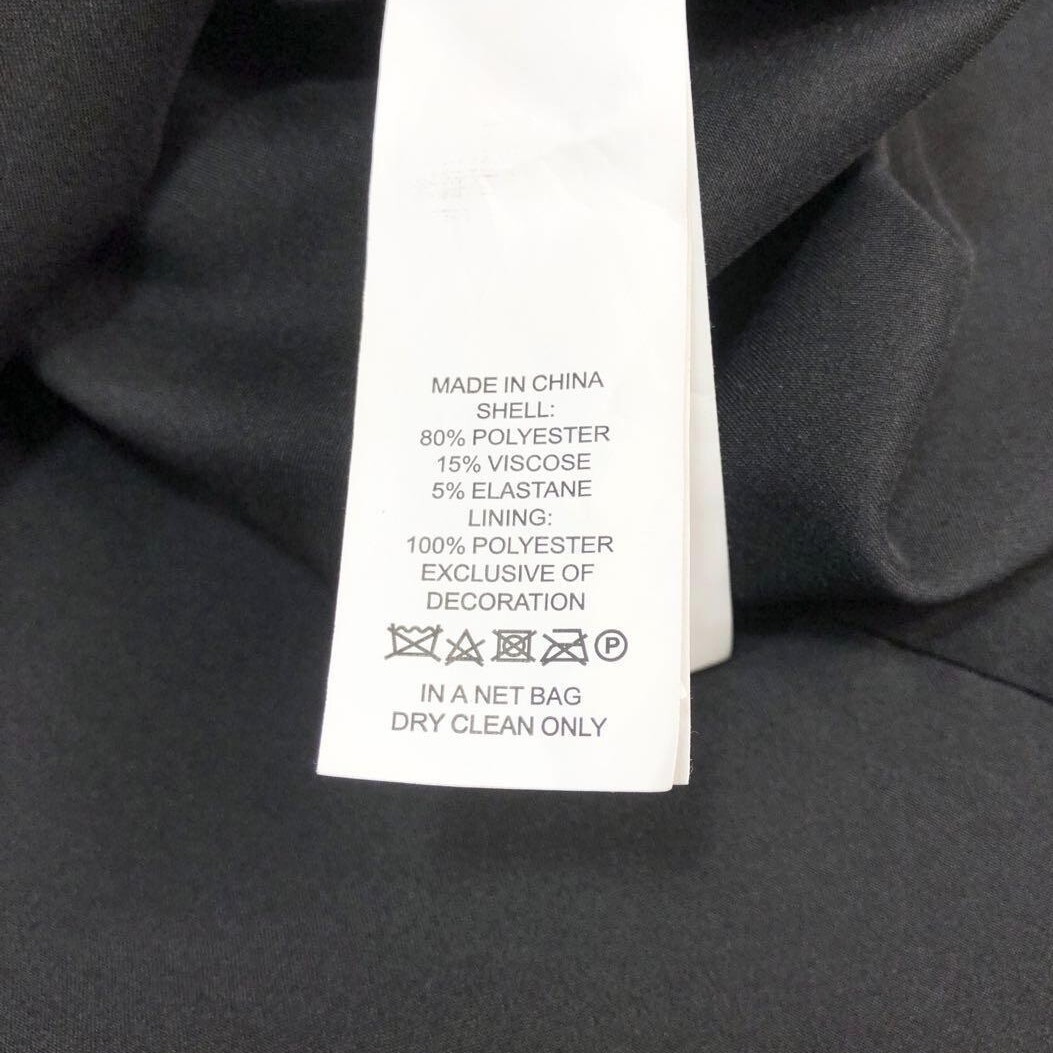 MADE IN CHINA
SHELL:
80% POLYESTER
15% VISCOSE
5% ELASTANE
LINING:
100% POLYESTER
EXCLUSIVE OF
DECORATION
P
IN A NET BAG
DRY CLEAN ONLY